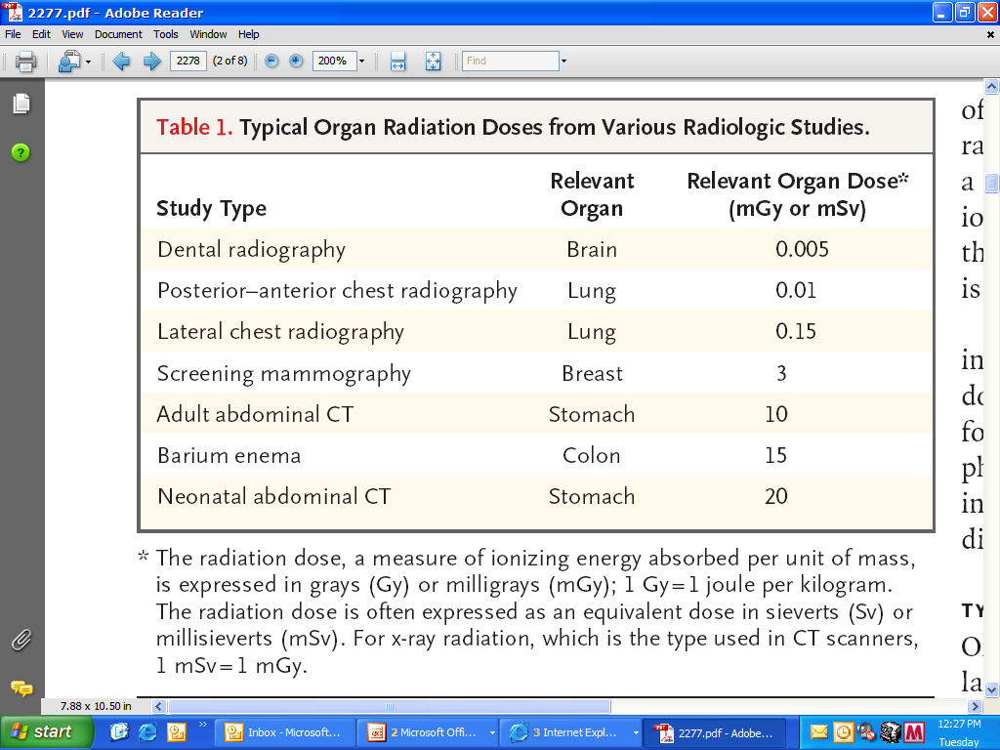 2277.pdf - Adobe Reader
File Edit View Document Tools Window Help
2278 (2 of 8) 200% Find
Table 1. Typical Organ Radiation Doses from Various Radiologic Studies.
Study Type Relevant Organ Relevant Organ Dose* (mGy or mSv)
Dental radiography Brain 0.005
Posterior–anterior chest radiography Lung 0.01
Lateral chest radiography Lung 0.15
Screening mammography Breast 3
Adult abdominal CT Stomach 10
Barium enema Colon 15
Neonatal abdominal CT Stomach 20
* The radiation dose, a measure of ionizing energy absorbed per unit of mass,
is expressed in grays (Gy) or milligrays (mGy); 1 Gy=1 joule per kilogram.
The radiation dose is often expressed as an equivalent dose in sieverts (Sv) or
millisieverts (mSv). For x-ray radiation, which is the type used in CT scanners,
1 mSv=1 mGy.
of
ra
a
io
th
is
in
do
fo
ph
in
di
TY
O
la
7.88 x 10.50 in
start Inbox - Microsoft... 2 Microsoft Offi... 3 Internet Expl... 2277.pdf - Adobe... 12:27 PM
Tuesday